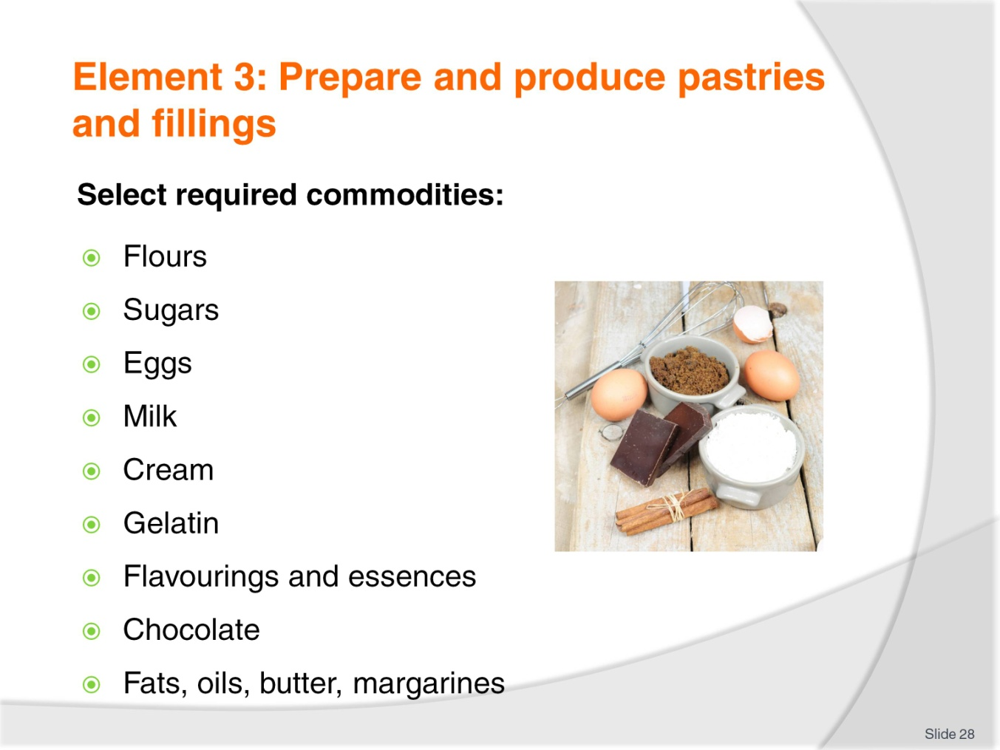 Element 3: Prepare and produce pastries
and fillings
Select required commodities:
Flours
Sugars
Eggs
Milk
Cream
Gelatin
Flavourings and essences
Chocolate
Fats, oils, butter, margarines
Slide 28